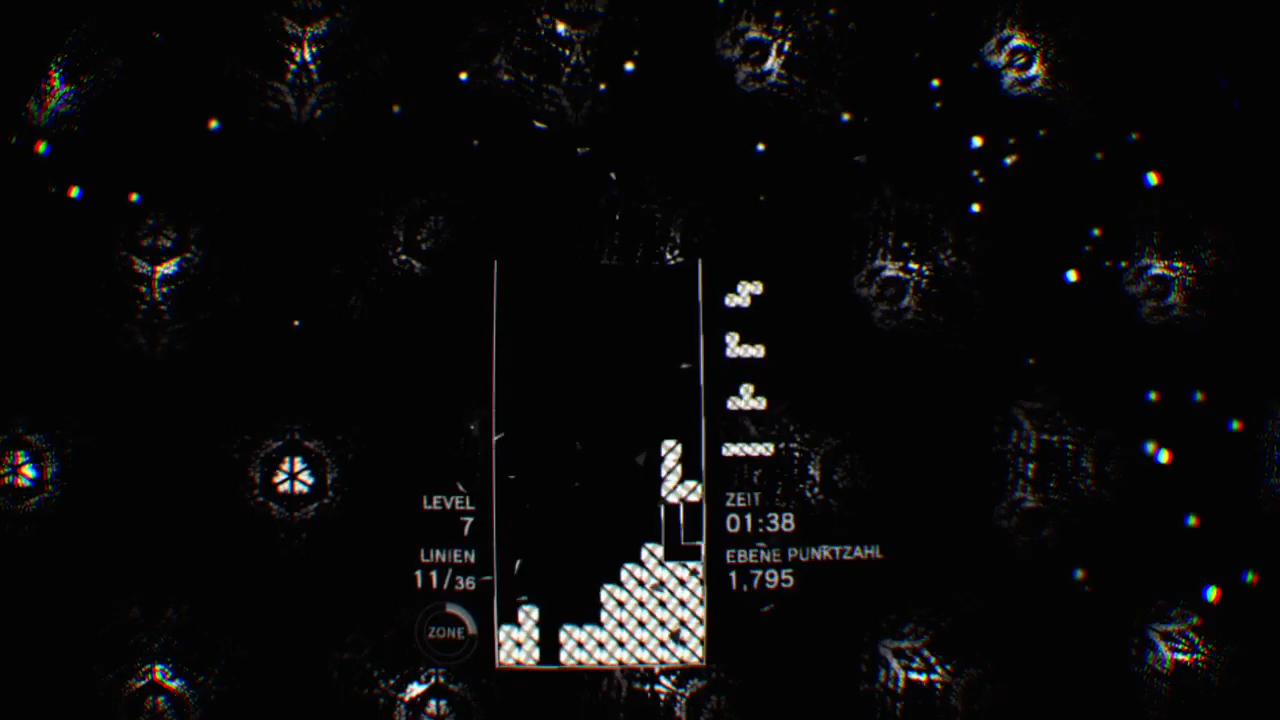 LEVEL
7
LINIEN
11/36
ZONE
ZEIT
01:38
EBENE PUNKTZAHL
1,795